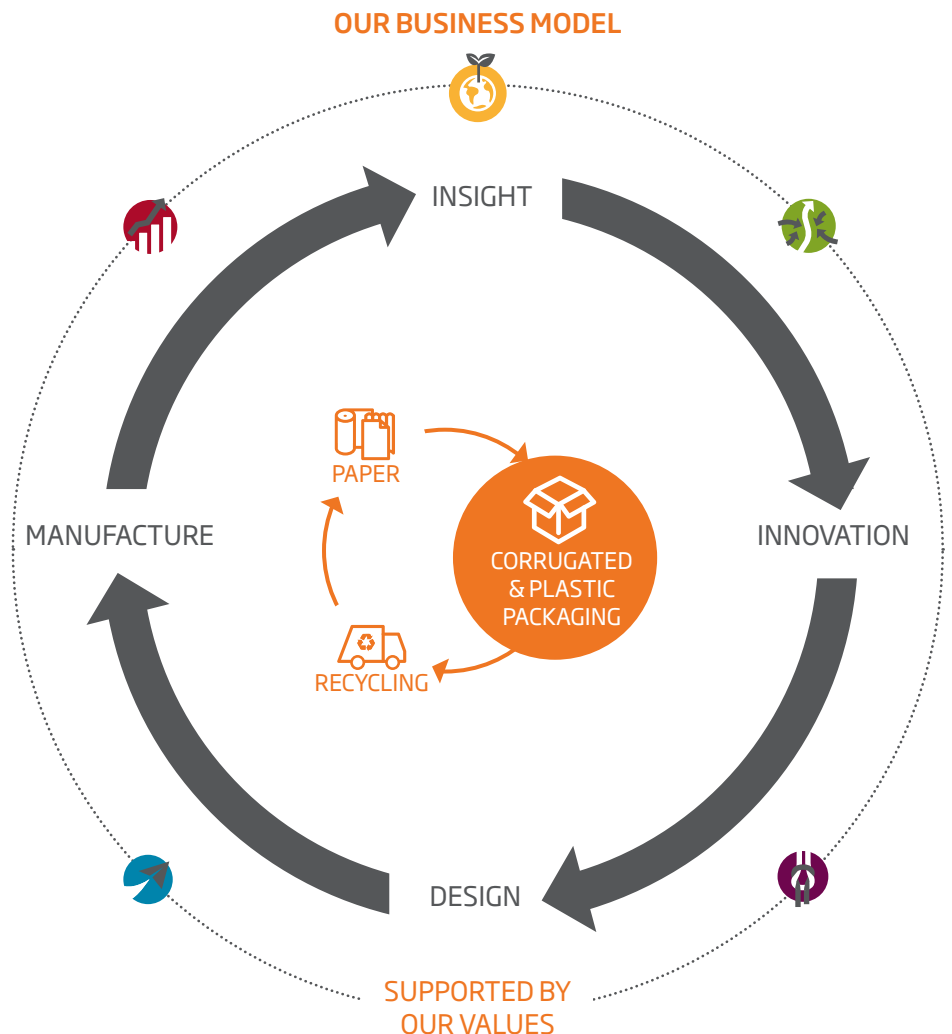 OUR BUSINESS MODEL
INSIGHT
PAPER
MANUFACTURE
INNOVATION
CORRUGATED
& PLASTIC
PACKAGING
RECYCLING
DESIGN
SUPPORTED BY
OUR VALUES